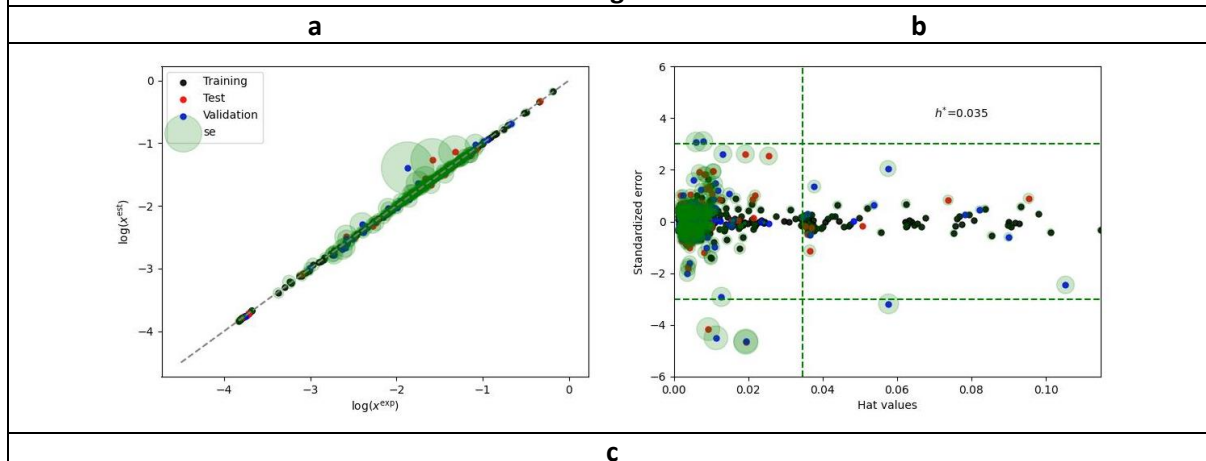 a
b
Training
Test
Validation
se
0
−1
−2
−3
−4
log(x^est)
−4
−3
−2
−1
0
log(x^exp)
h*=0.035
6
4
2
0
−2
−4
−6
Standardized error
0.00
0.02
0.04
0.06
0.08
0.10
Hat values
c